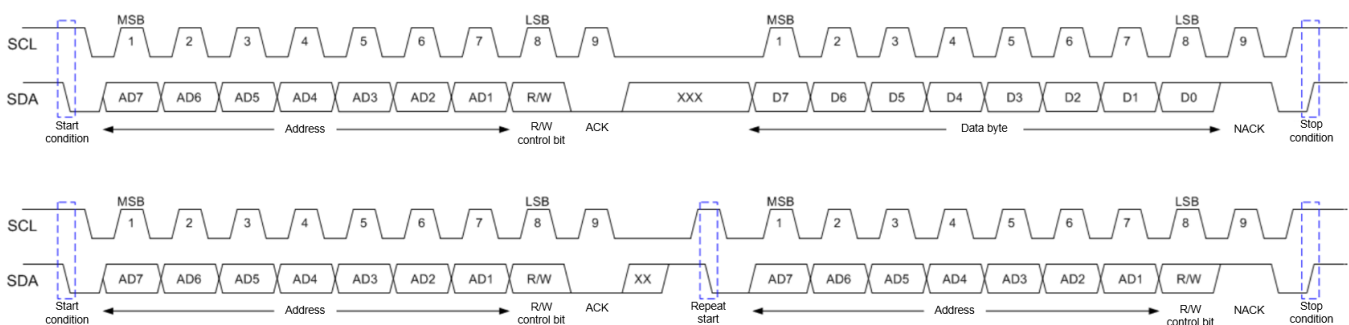 MSB LSB MSB LSB
SCL 1 2 3 4 5 6 7 8 9 1 2 3 4 5 6 7 8 9
SDA AD7 AD6 AD5 AD4 AD3 AD2 AD1 R/W XXX D7 D6 D5 D4 D3 D2 D1 D0
Start condition Address R/W control bit ACK Data byte NACK Stop condition
MSB LSB MSB LSB
SCL 1 2 3 4 5 6 7 8 9 1 2 3 4 5 6 7 8 9
SDA AD7 AD6 AD5 AD4 AD3 AD2 AD1 R/W XX AD7 AD6 AD5 AD4 AD3 AD2 AD1 R/W
Start condition Address R/W control bit ACK Repeat start Address R/W control bit NACK Stop condition